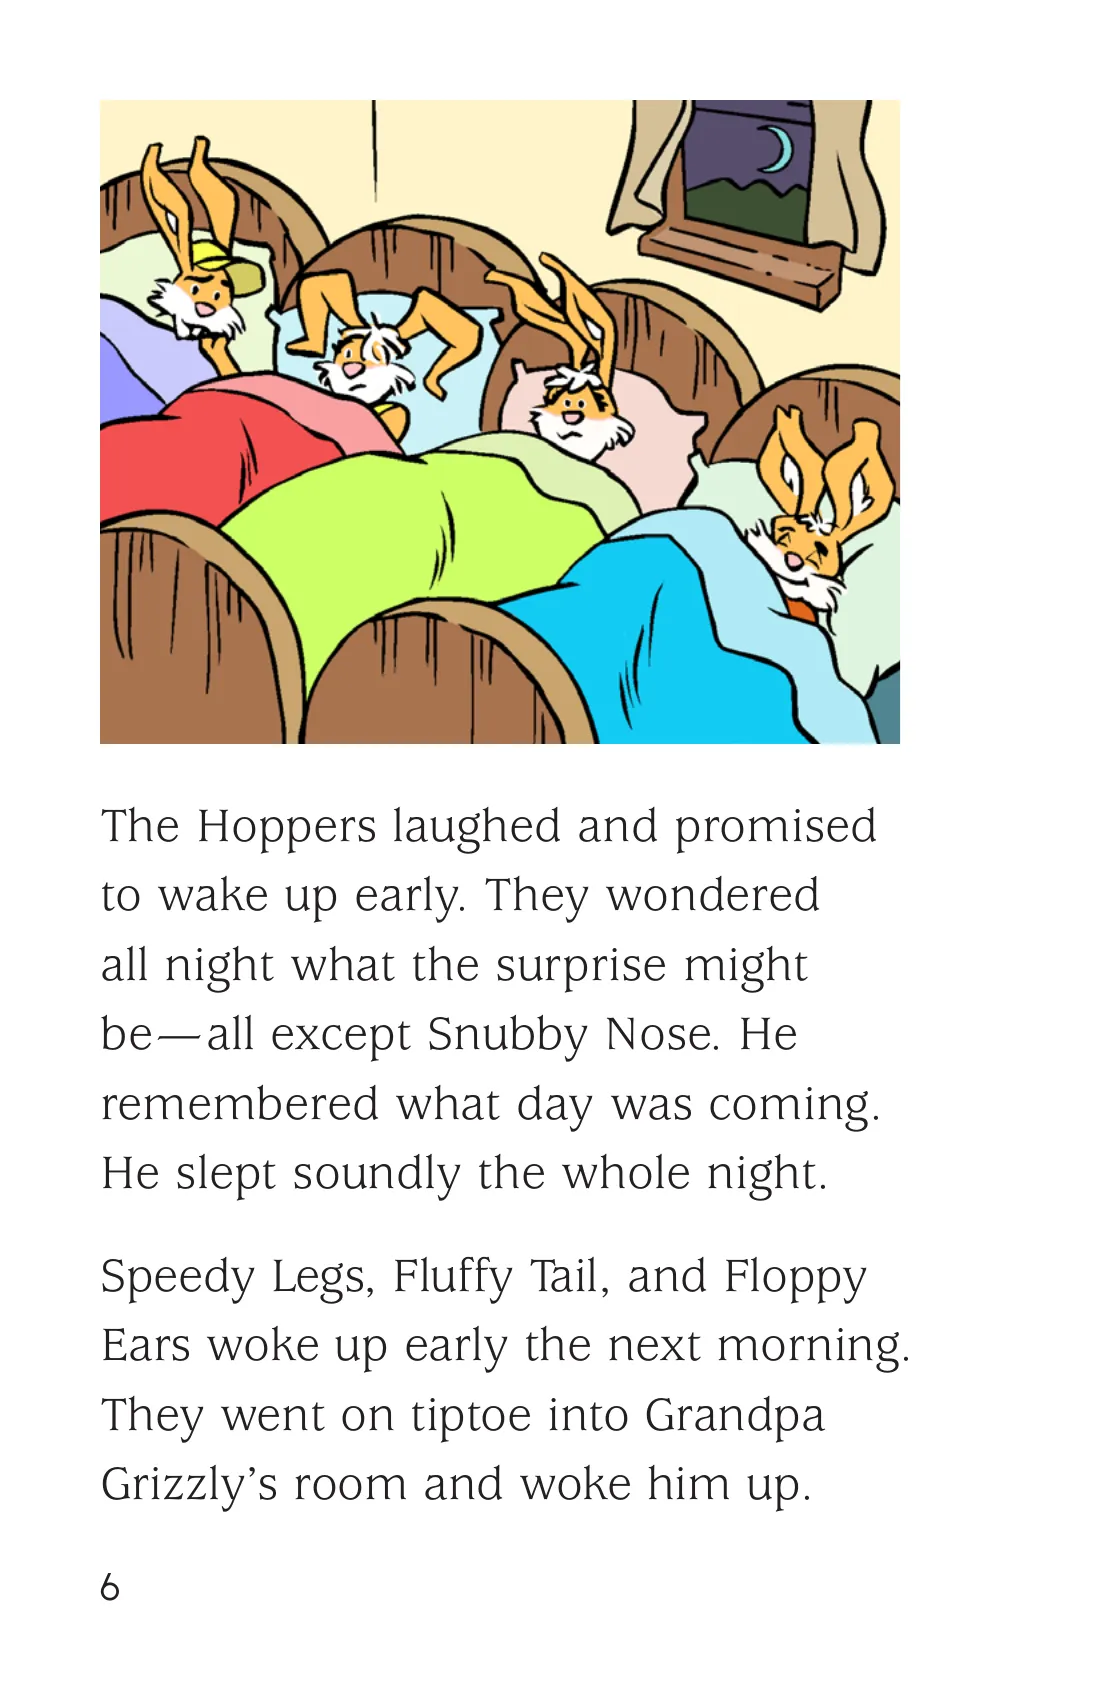 The Hoppers laughed and promised
to wake up early. They wondered
all night what the surprise might
be—all except Snubby Nose. He
remembered what day was coming.
He slept soundly the whole night.
Speedy Legs, Fluffy Tail, and Floppy
Ears woke up early the next morning.
They went on tiptoe into Grandpa
Grizzly’s room and woke him up.
6